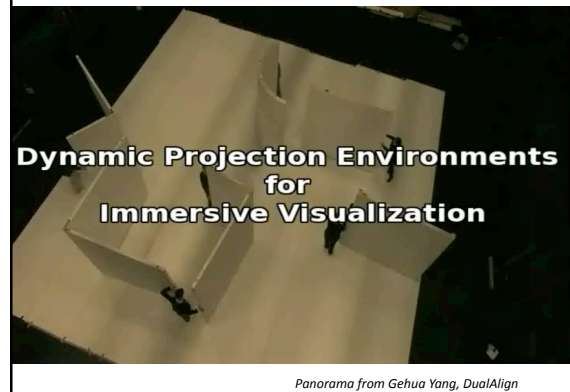 Dynamic Projection Environments
for
Immersive Visualization
Panorama from Gehua Yang, DualAlign